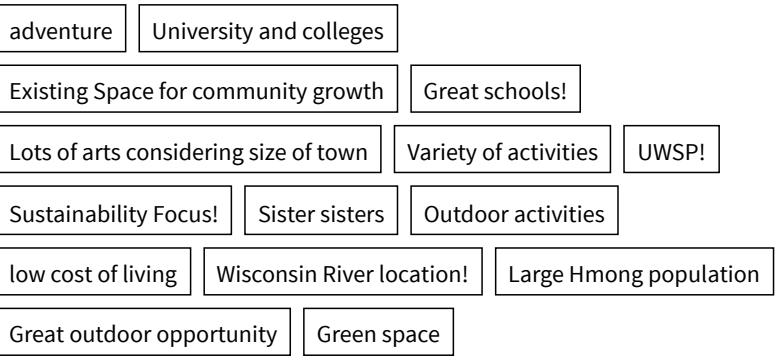 adventure University and colleges
Existing Space for community growth Great schools!
Lots of arts considering size of town Variety of activities UWSP!
Sustainability Focus! Sister sisters Outdoor activities
low cost of living Wisconsin River location! Large Hmong population
Great outdoor opportunity Green space